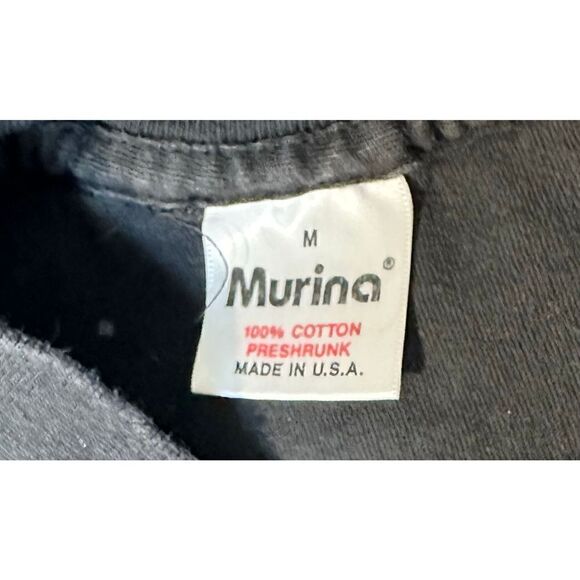 M
Murina®
100% COTTON
PRESHRUNK
MADE IN U.S.A.